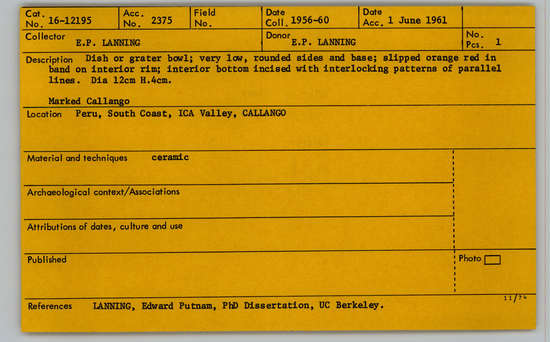 Cat. No. 16-12195 Acc. No. 2375 Field No. Date Coll. 1956-60 Date Acc. 1 June 1961
Collector E.P. LANNING Donor E.P. LANNING No. Pcs. 1
Description Dish or grater bowl; very low, rounded sides and base; slipped orange red in
band on interior rim; interior bottom incised with interlocking patterns of parallel
lines. Dia 12cm H.4cm.
Marked Callango
Location Peru, South Coast, ICA Valley, CALLANGO
Material and techniques ceramic
Archaeological context/Associations
Attributions of dates, culture and use
Published Photo
11/74
References LANNING, Edward Putnam, PhD Dissertation, UC Berkeley.